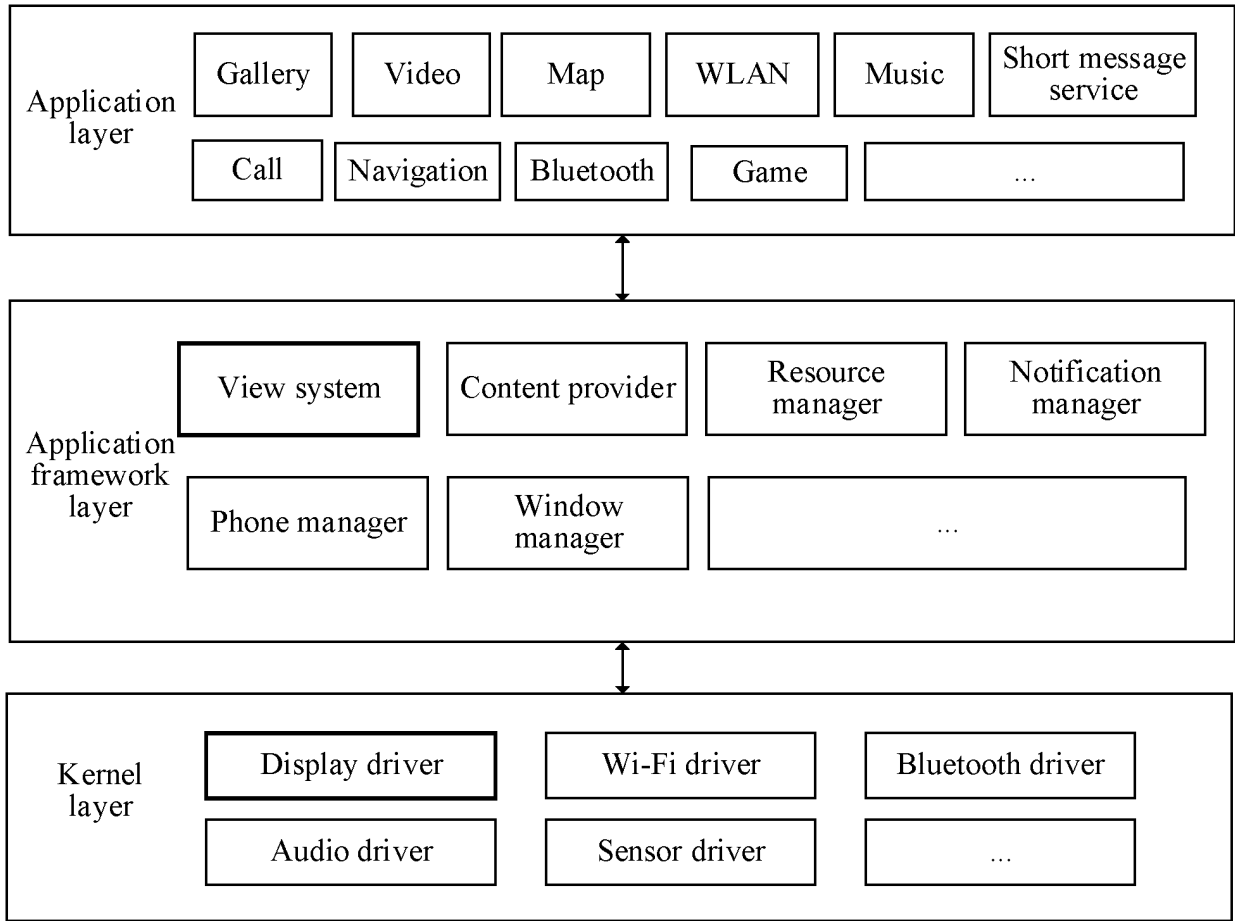 Application
layer
Gallery
Video
Map
WLAN
Music
Short message
service
Call
Navigation
Bluetooth
Game
...
Application
framework
layer
View system
Content provider
Resource
manager
Notification
manager
Phone manager
Window
manager
...
Kernel
layer
Display driver
Wi-Fi driver
Bluetooth driver
Audio driver
Sensor driver
...